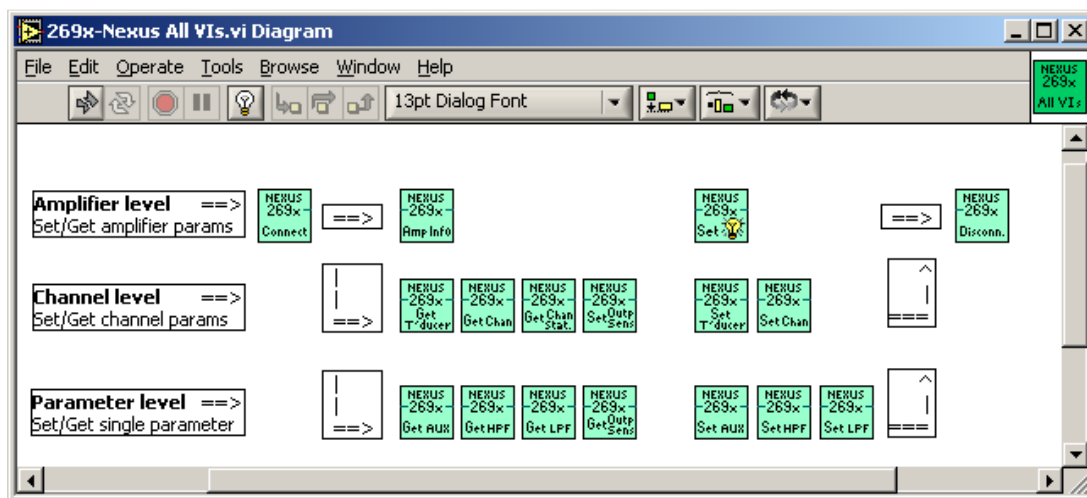 269x-Nexus All VIs.vi Diagram
File Edit Operate Tools Browse Window Help
NEXUS
269x
All VIs
13pt Dialog Font
Amplifier level ==>
Set/Get amplifier params
NEXUS
269x
Connect
==>
NEXUS
269x
Amp Info
NEXUS
269x
Set
==>
NEXUS
269x
Disconn.
Channel level ==>
Set/Get channel params
==>
NEXUS
269x
Get
T'ducer
NEXUS
269x
Get Chan
NEXUS
269x
Get Chan
Stat.
NEXUS
269x
Set Outp
Sens
NEXUS
269x
Set
T'ducer
NEXUS
269x
Set Chan
===
Parameter level ==>
Set/Get single parameter
==>
NEXUS
269x
Get AUX
NEXUS
269x
Get HPF
NEXUS
269x
Get LPF
NEXUS
269x
Get Outp
Sens
NEXUS
269x
Set AUX
NEXUS
269x
Set HPF
NEXUS
269x
Set LPF
===